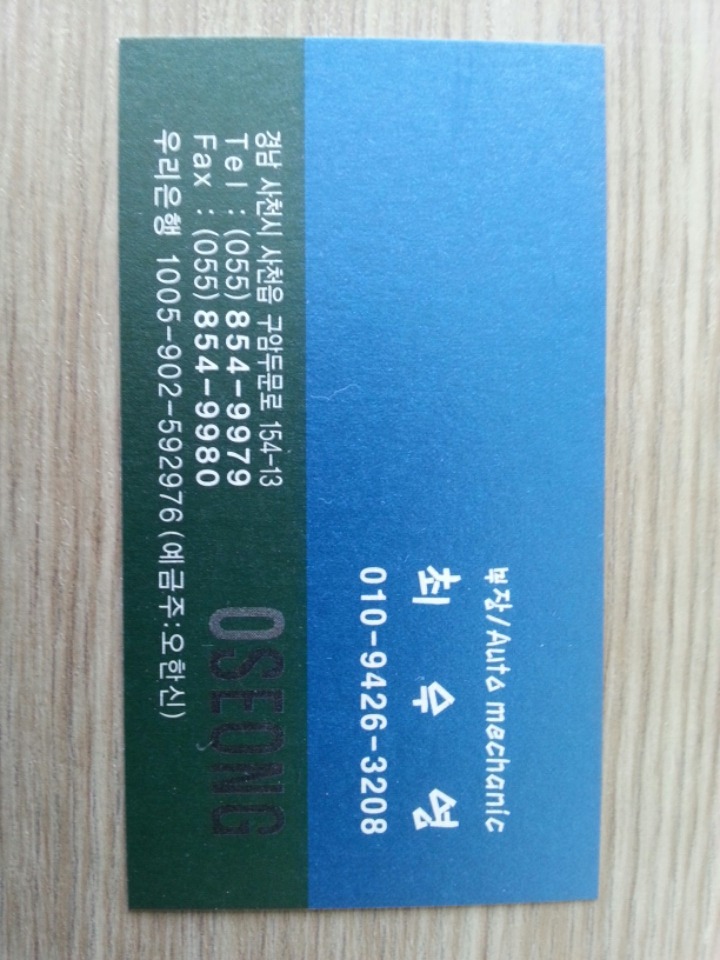 부장/Auto mechanic
최 우 성
010-9426-3208
경남 사천시 사천읍 구암두문로 154-13
Tel : (055) 854-9979
Fax : (055) 854-9980
OSEONG
우리은행 1005-902-592976 (예금주:오한신)